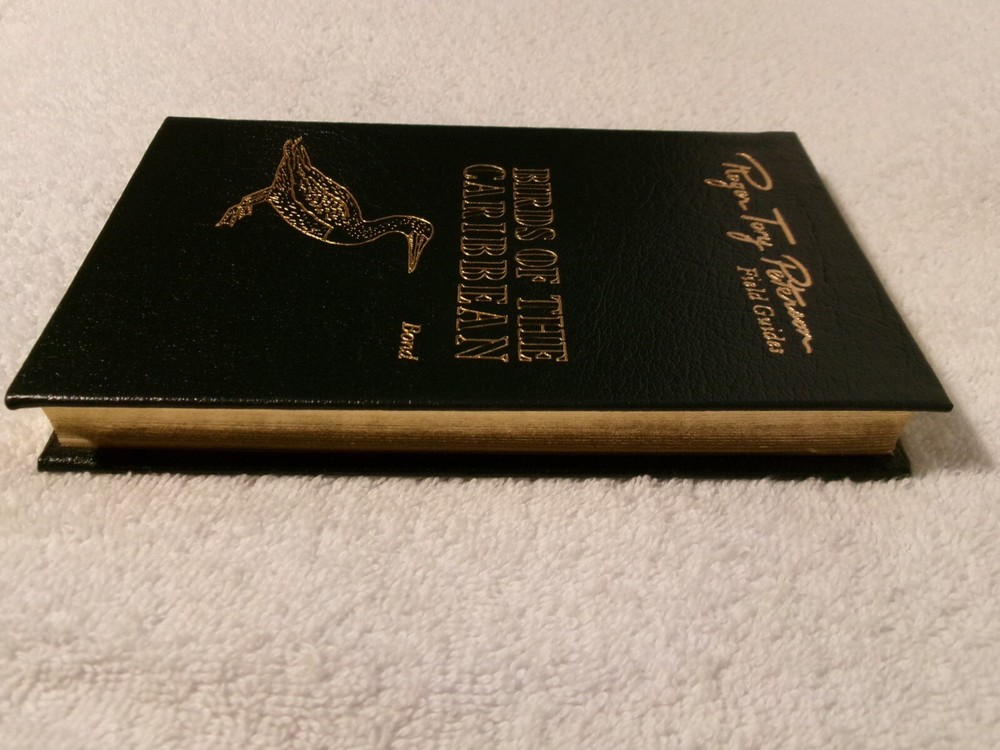 Roger Tory Peterson
Field Guides
BIRDS OF THE
CARIBBEAN
Bond